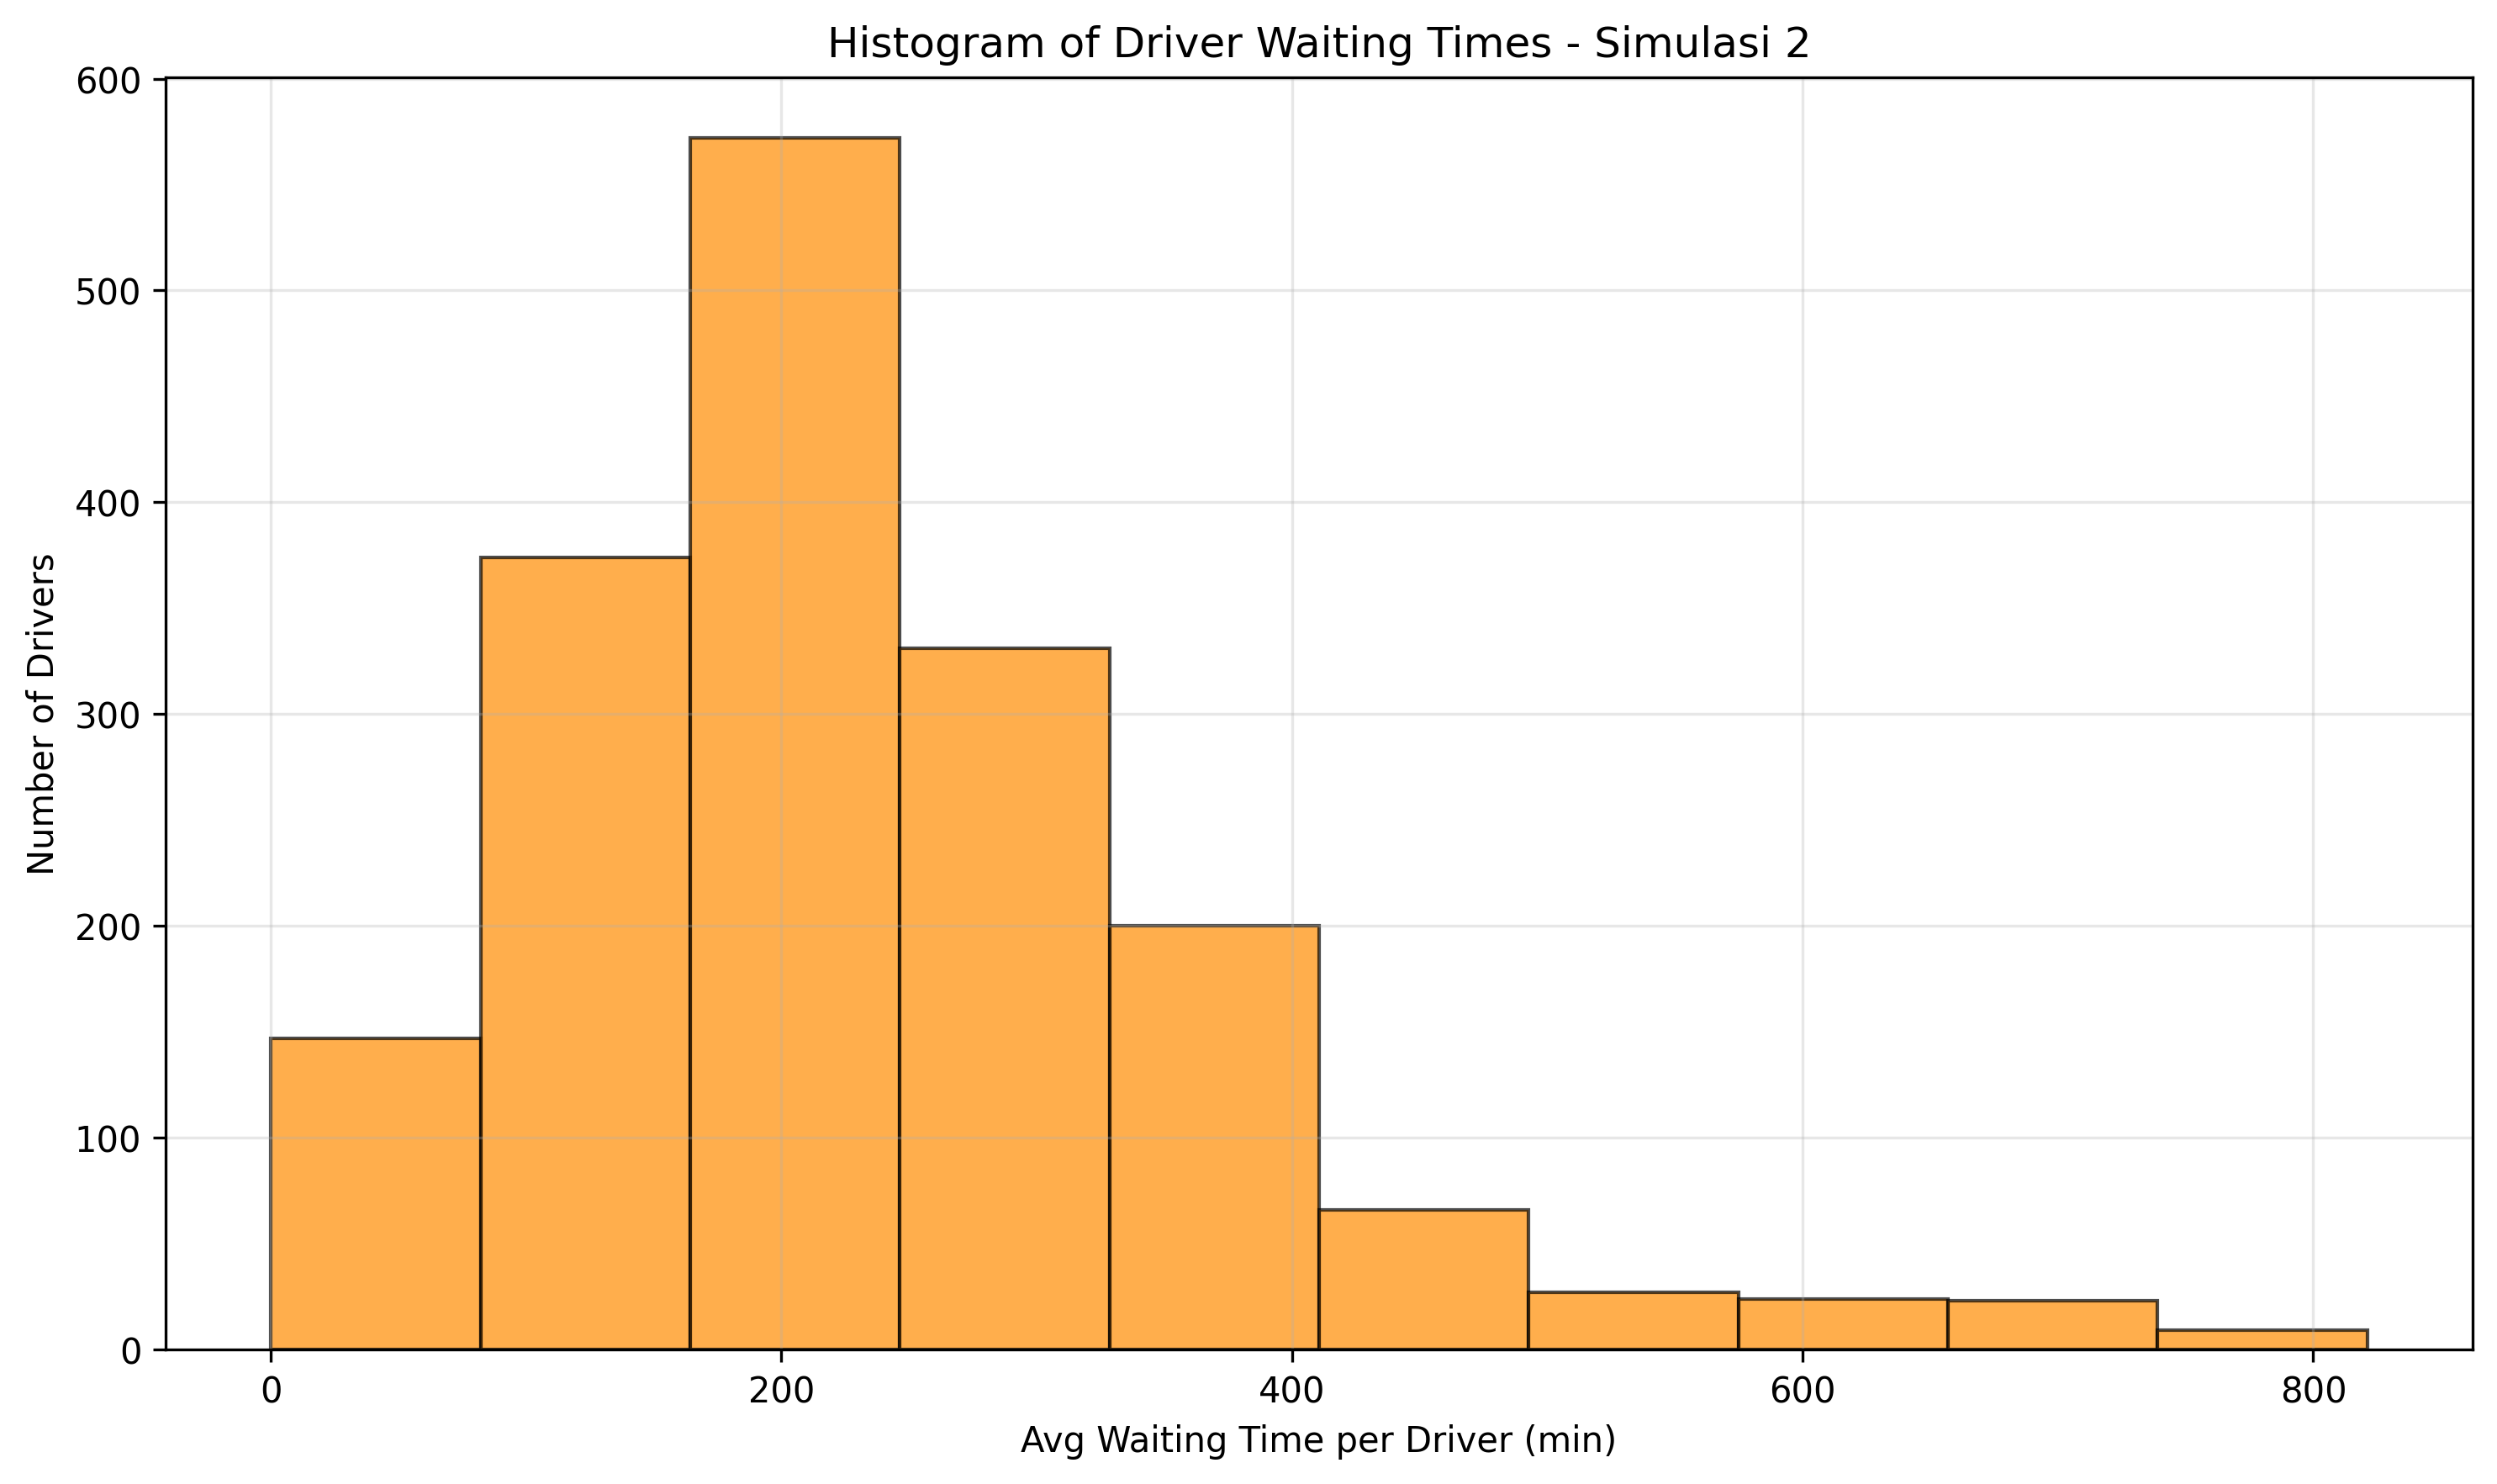 Histogram of Driver Waiting Times - Simulasi 2
600
500
400
300
200
100
0
Number of Drivers
0 200 400 600 800
Avg Waiting Time per Driver (min)